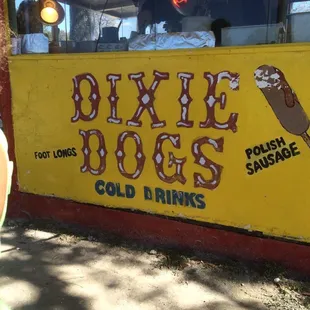 DIXIE
DOGS
FOOT LONGS
POLISH
SAUSAGE
COLD DRINKS